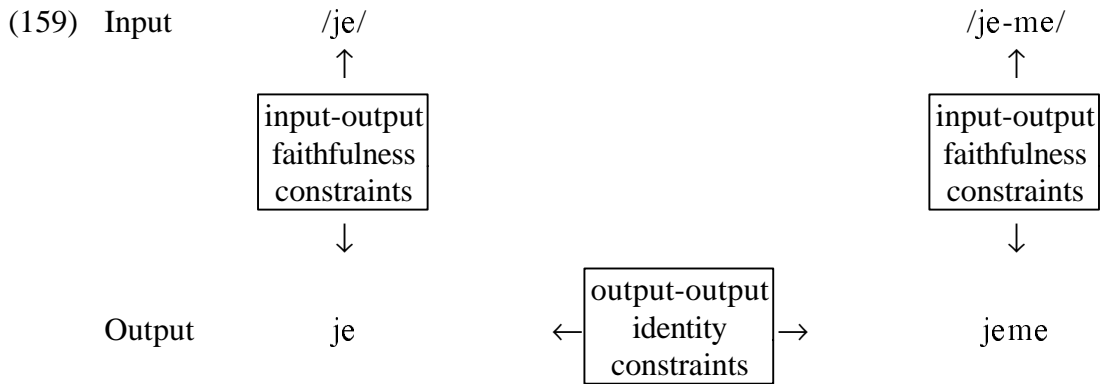 (159) Input /je/ /je-me/
↑ ↑
input-output input-output
faithfulness faithfulness
constraints constraints
↓ ↓
output-output
Output je ← identity → jeme
constraints